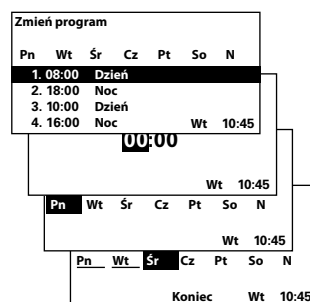 Zmień program
Pn Wt Śr Cz Pt So N
1. 08:00 Dzień
2. 18:00 Noc
3. 10:00 Dzień
4. 16:00 Noc Wt 10:45
00:00
Wt 10:45
Pn Wt Śr Cz Pt So N
Wt 10:45
Pn Wt Śr Cz Pt So N
Koniec Wt 10:45